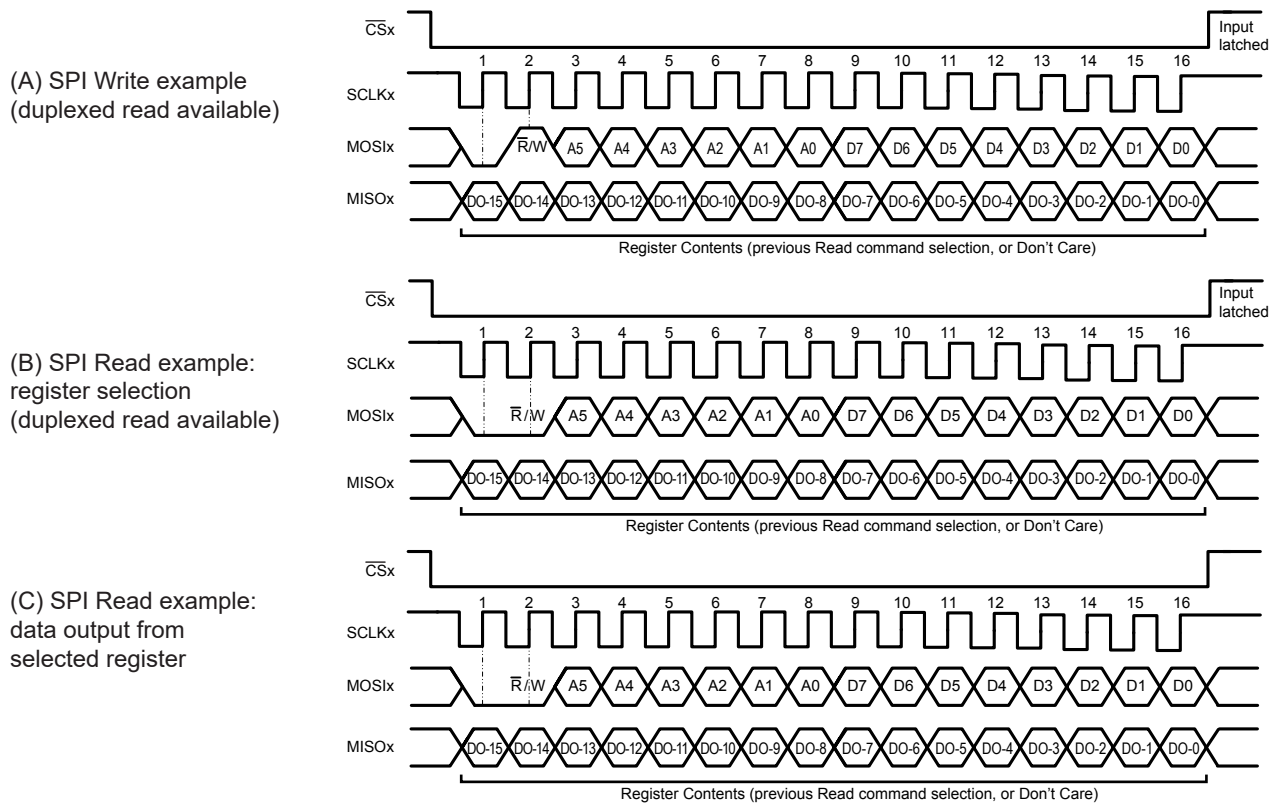 (A) SPI Write example
(duplexed read available)
C̅S̅x
Input
latched
1 2 3 4 5 6 7 8 9 10 11 12 13 14 15 16
SCLKx
MOSIx R̅/W A5 A4 A3 A2 A1 A0 D7 D6 D5 D4 D3 D2 D1 D0
MISOx DO-15 DO-14 DO-13 DO-12 DO-11 DO-10 DO-9 DO-8 DO-7 DO-6 DO-5 DO-4 DO-3 DO-2 DO-1 DO-0
Register Contents (previous Read command selection, or Don’t Care)
(B) SPI Read example:
register selection
(duplexed read available)
C̅S̅x
Input
latched
1 2 3 4 5 6 7 8 9 10 11 12 13 14 15 16
SCLKx
MOSIx R̅/W A5 A4 A3 A2 A1 A0 D7 D6 D5 D4 D3 D2 D1 D0
MISOx DO-15 DO-14 DO-13 DO-12 DO-11 DO-10 DO-9 DO-8 DO-7 DO-6 DO-5 DO-4 DO-3 DO-2 DO-1 DO-0
Register Contents (previous Read command selection, or Don’t Care)
(C) SPI Read example:
data output from
selected register
C̅S̅x
1 2 3 4 5 6 7 8 9 10 11 12 13 14 15 16
SCLKx
MOSIx R̅/W A5 A4 A3 A2 A1 A0 D7 D6 D5 D4 D3 D2 D1 D0
MISOx DO-15 DO-14 DO-13 DO-12 DO-11 DO-10 DO-9 DO-8 DO-7 DO-6 DO-5 DO-4 DO-3 DO-2 DO-1 DO-0
Register Contents (previous Read command selection, or Don’t Care)